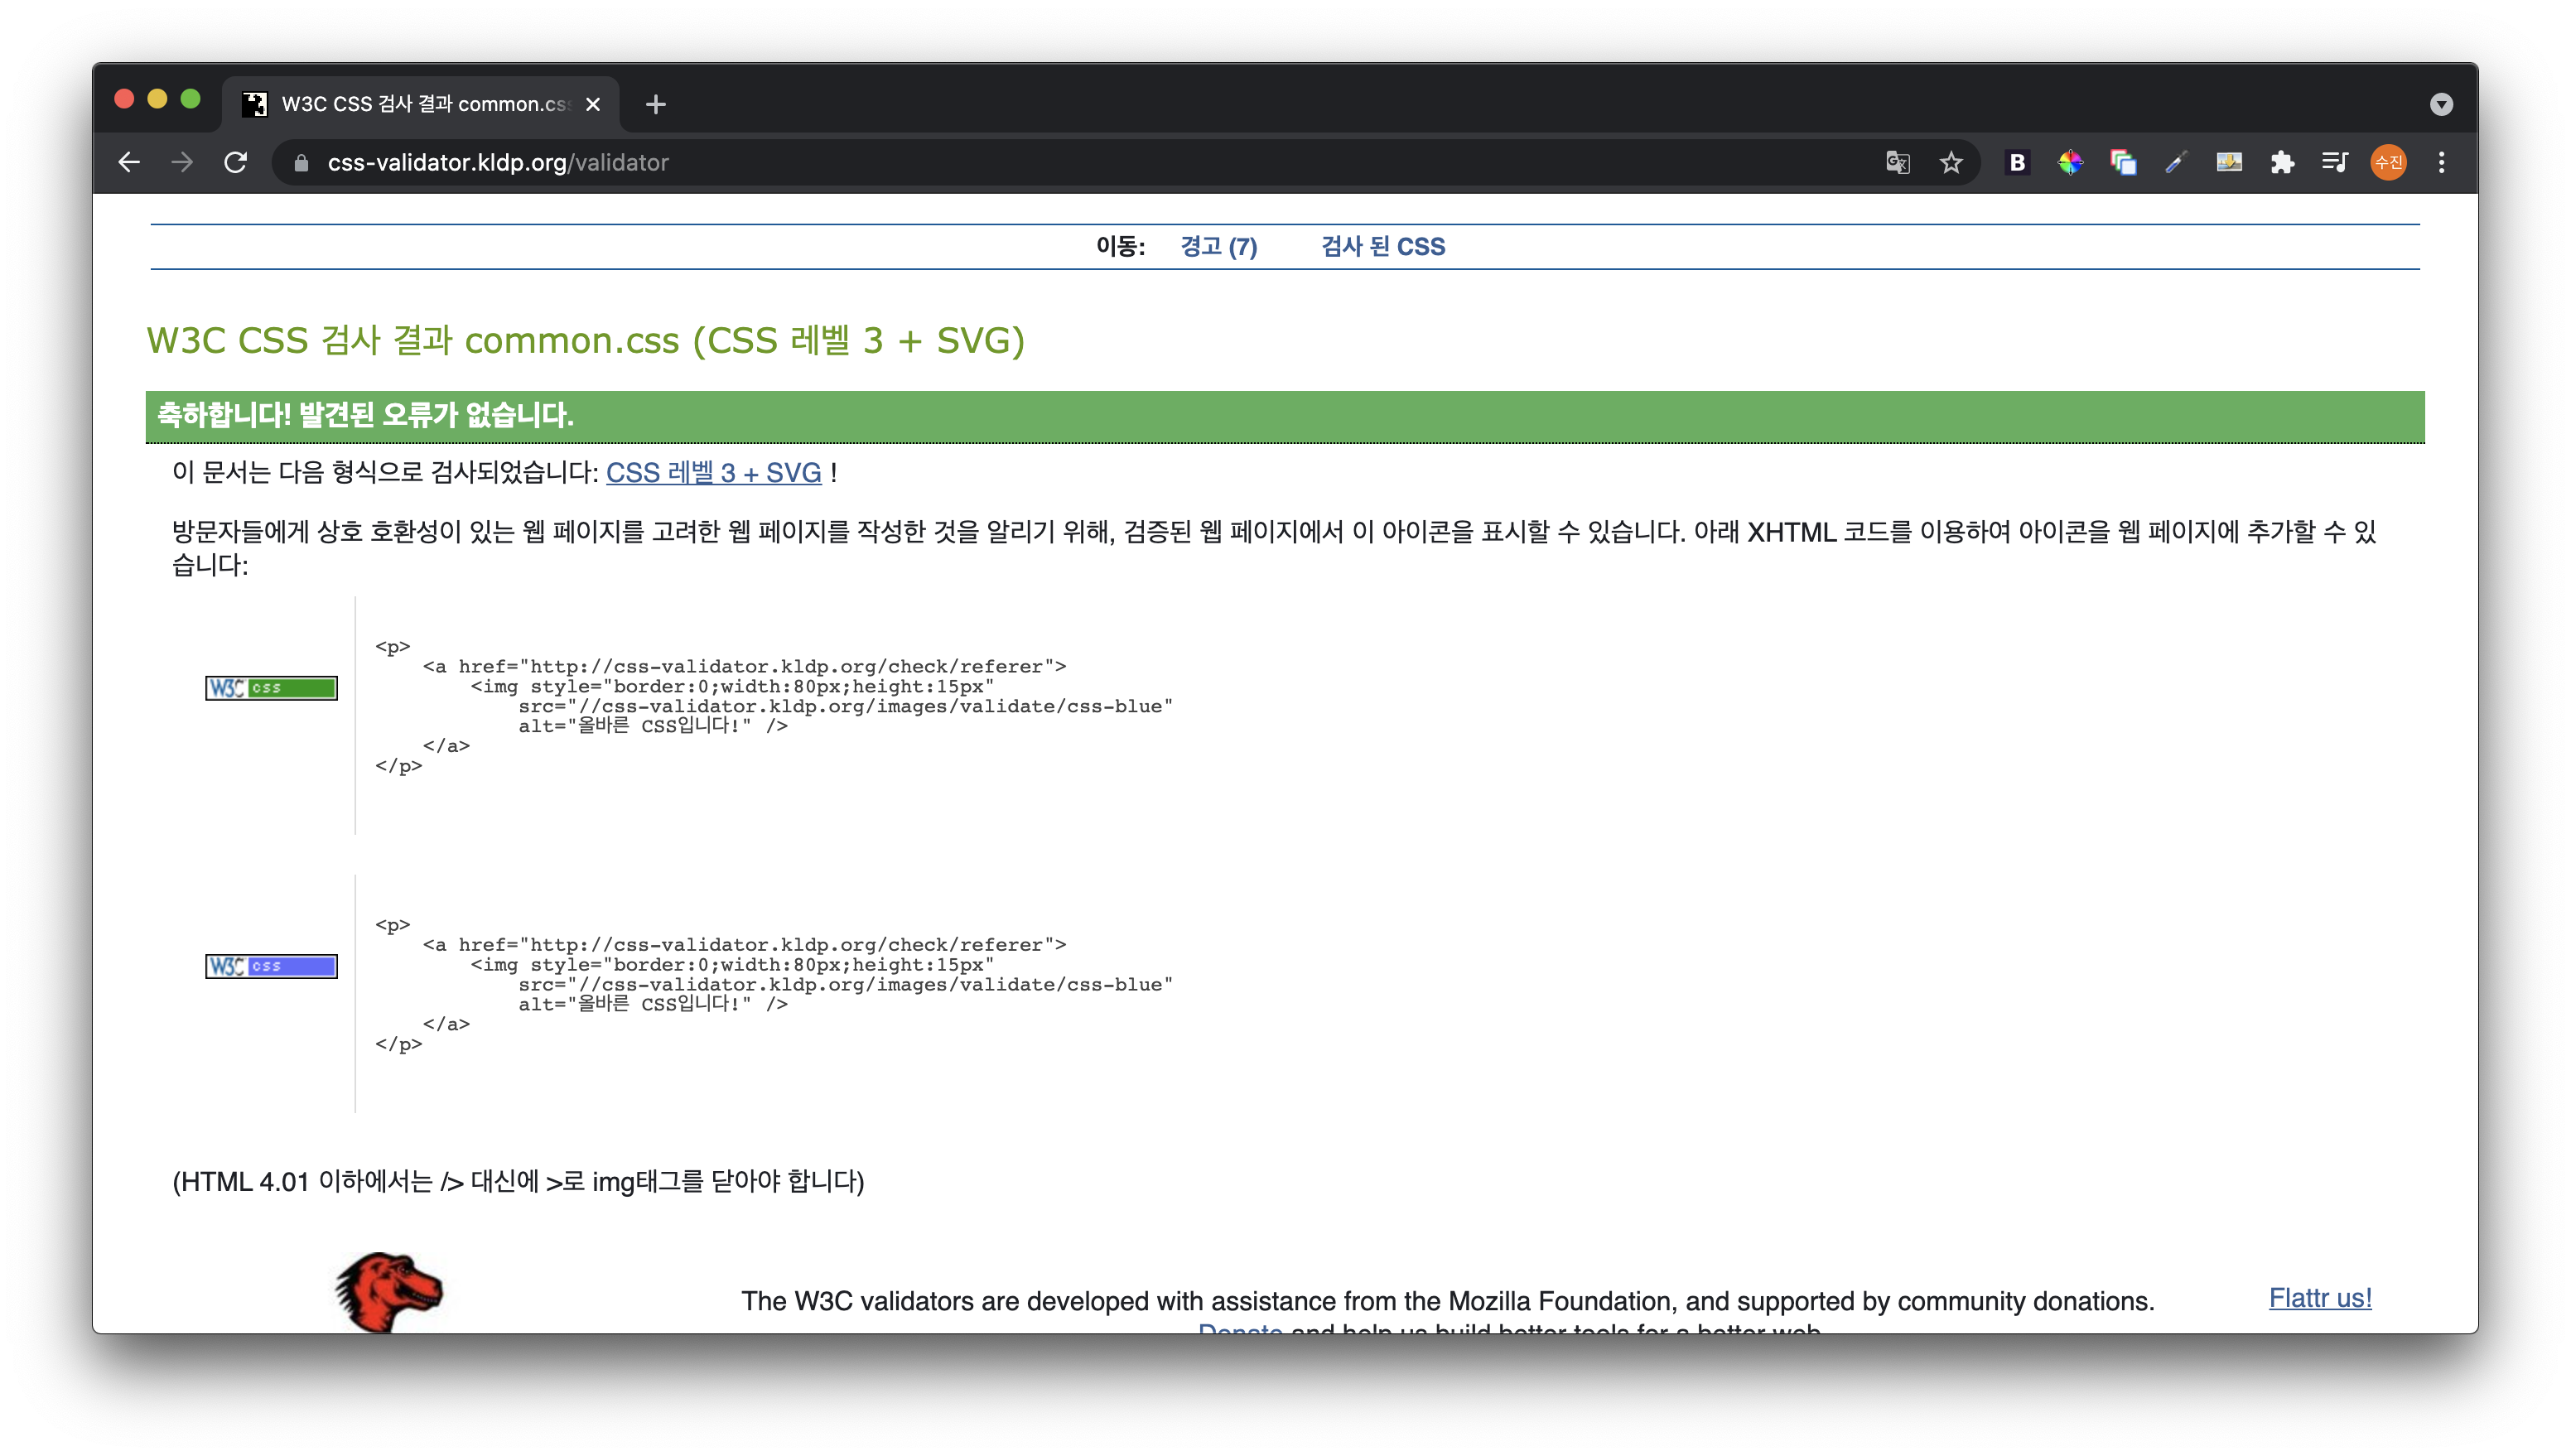 W3C CSS 검사 결과 common.cs
css-validator.kldp.org/validator
B
수진
이동: 경고 (7) 검사 된 CSS
W3C CSS 검사 결과 common.css (CSS 레벨 3 + SVG)
축하합니다! 발견된 오류가 없습니다.
이 문서는 다음 형식으로 검사되었습니다: CSS 레벨 3 + SVG !
방문자들에게 상호 호환성이 있는 웹 페이지를 고려한 웹 페이지를 작성한 것을 알리기 위해, 검증된 웹 페이지에서 이 아이콘을 표시할 수 있습니다. 아래 XHTML 코드를 이용하여 아이콘을 웹 페이지에 추가할 수 있
습니다:
W3C css
<p>
<a href="http://css-validator.kldp.org/check/referer">
<img style="border:0;width:80px;height:15px"
src="//css-validator.kldp.org/images/validate/css-blue"
alt="올바른 CSS입니다!" />
</a>
</p>
W3C css
<p>
<a href="http://css-validator.kldp.org/check/referer">
<img style="border:0;width:80px;height:15px"
src="//css-validator.kldp.org/images/validate/css-blue"
alt="올바른 CSS입니다!" />
</a>
</p>
(HTML 4.01 이하에서는 /> 대신에 >로 img태그를 닫아야 합니다)
The W3C validators are developed with assistance from the Mozilla Foundation, and supported by community donations.
Donate and help us build better tools for a better web.
Flattr us!